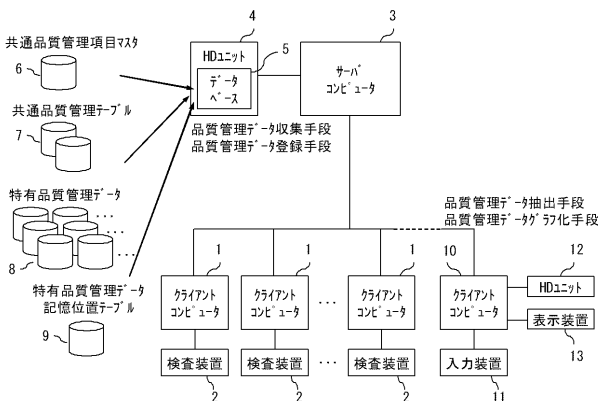 4
3
共通品質管理項目マスタ
HDユニット
5
6
データ
ベース
サーバ
コンピュータ
共通品質管理テーブル
7
品質管理データ収集手段
品質管理データ登録手段
特有品質管理データ
...
...
8
品質管理データ抽出手段
品質管理データグラフ化手段
特有品質管理データ
記憶位置テーブル
9
1
1
1
10
12
クライアント
コンピュータ
クライアント
コンピュータ
...
クライアント
コンピュータ
クライアント
コンピュータ
HDユニット
表示装置
13
検査装置
検査装置
...
検査装置
入力装置
2
2
2
11